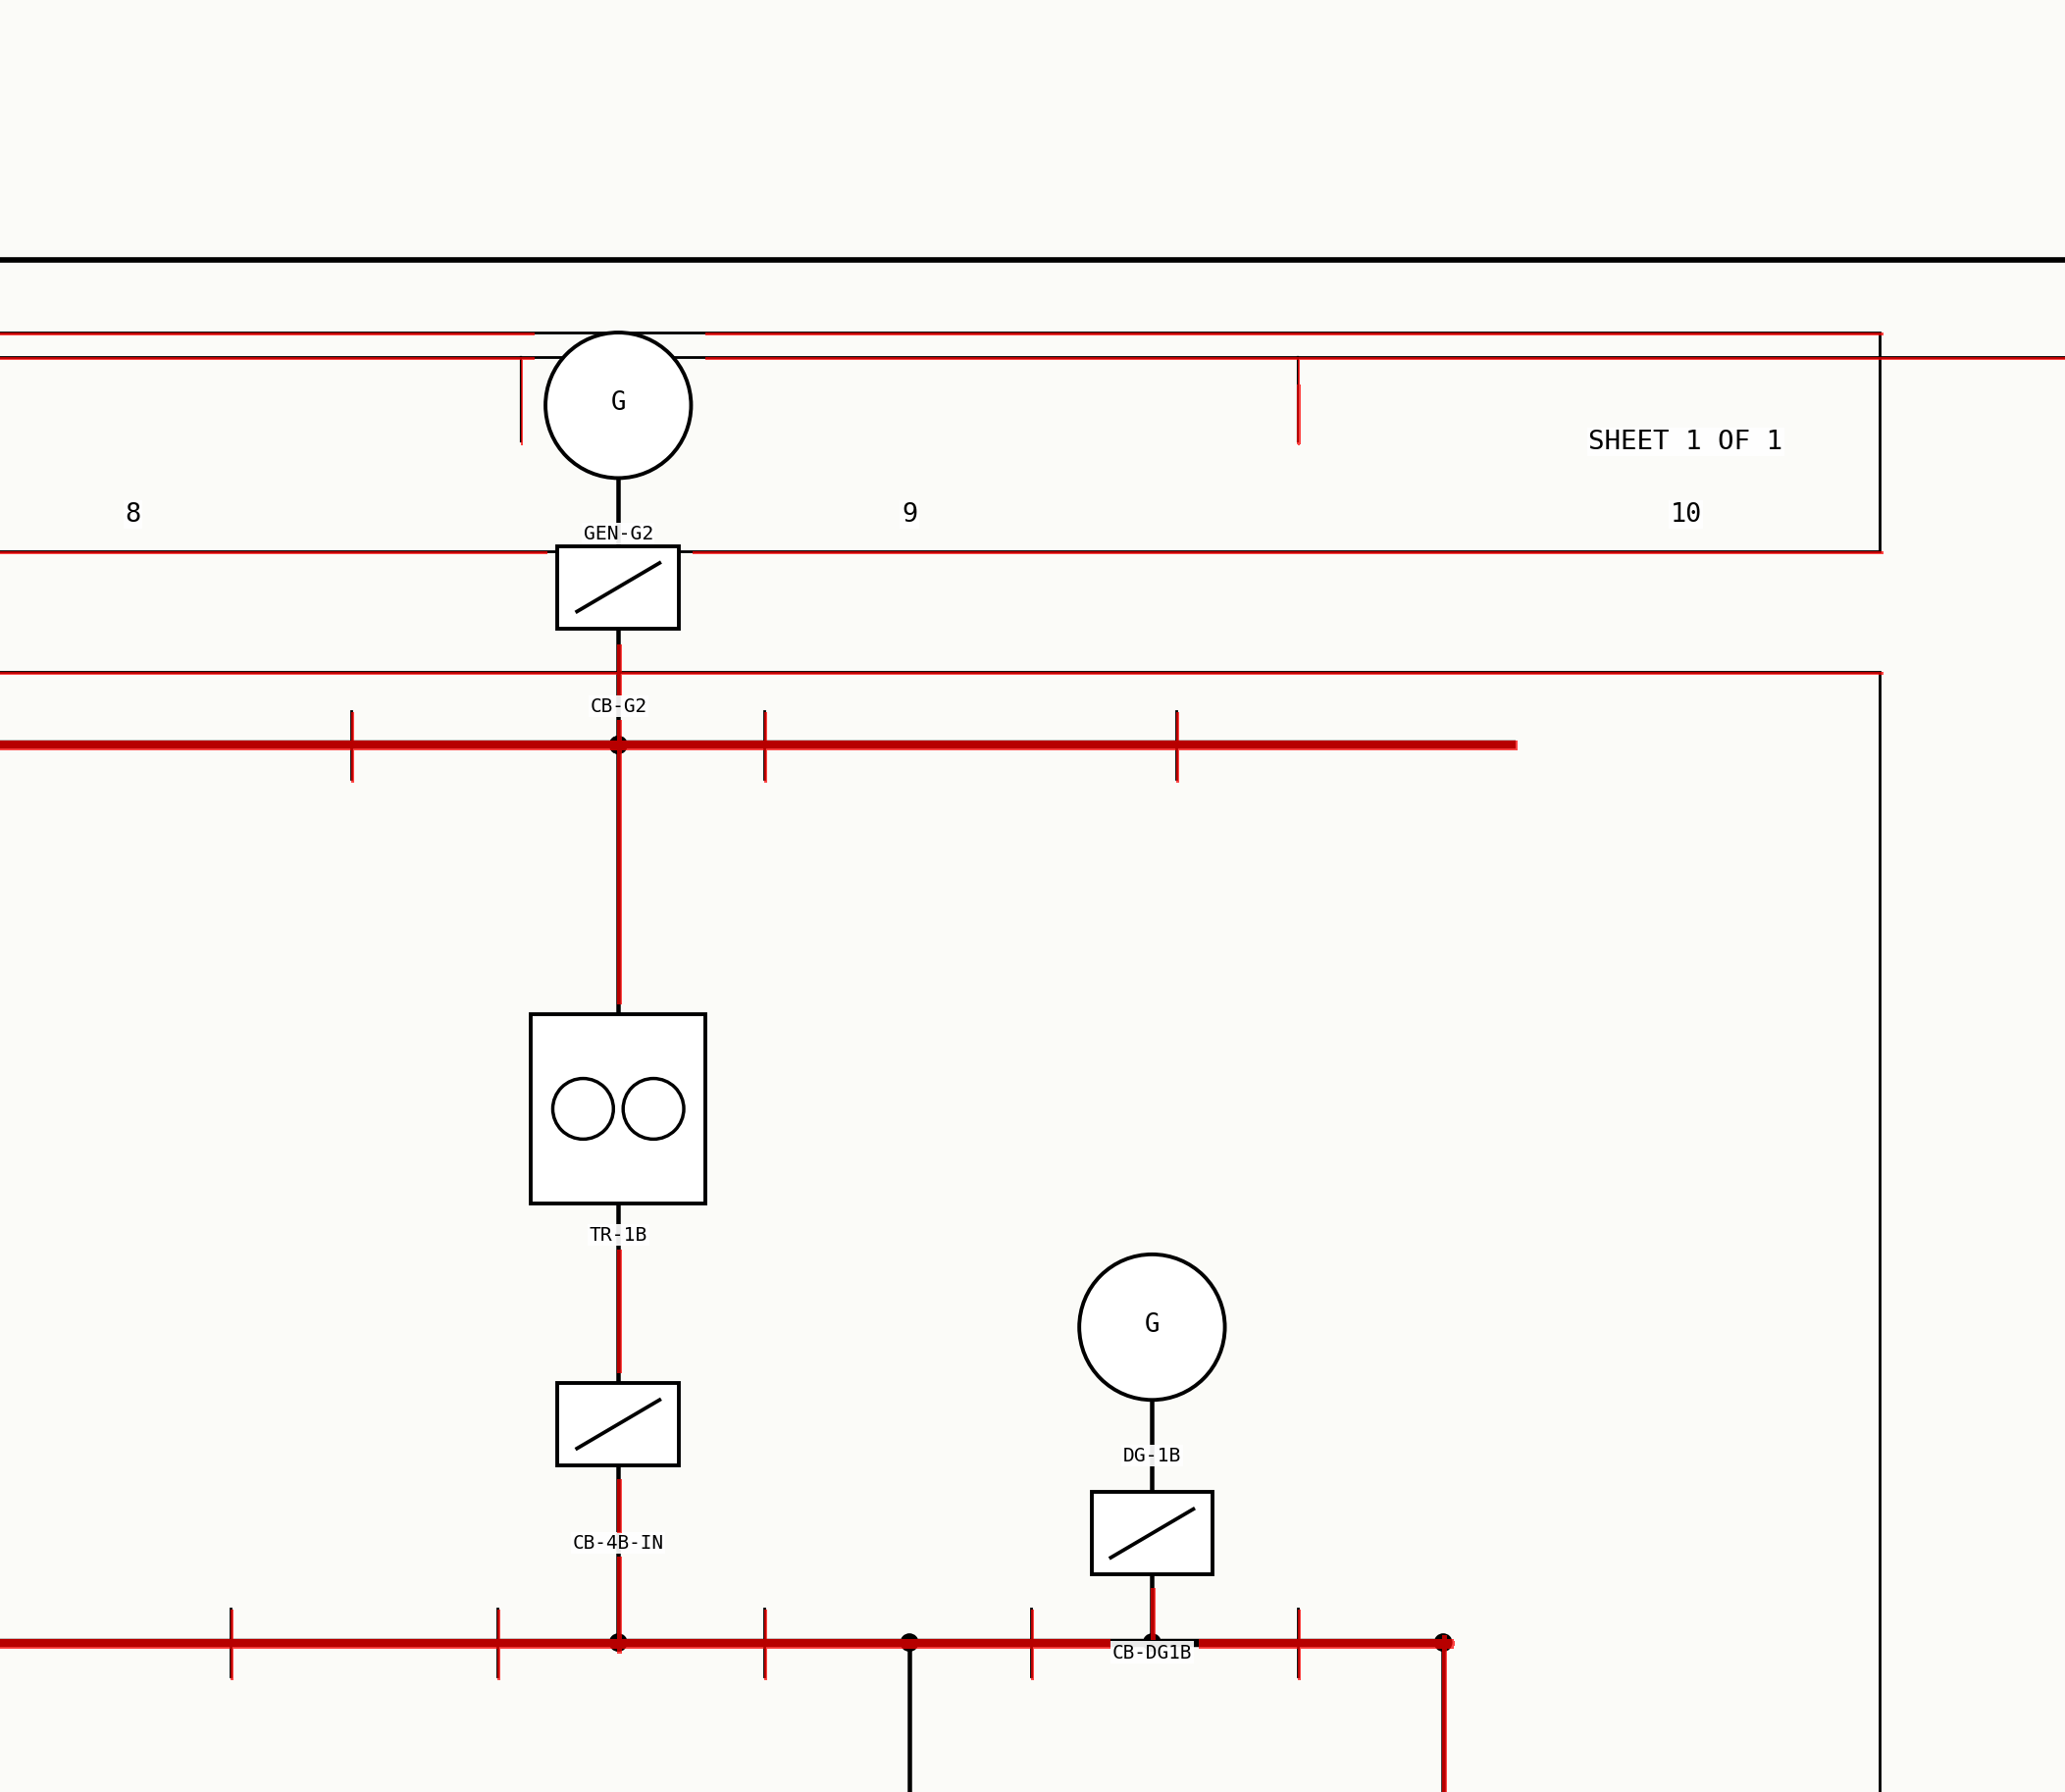 G
SHEET 1 OF 1
8
9
10
GEN-G2
CB-G2
TR-1B
G
DG-1B
CB-4B-IN
CB-DG1B